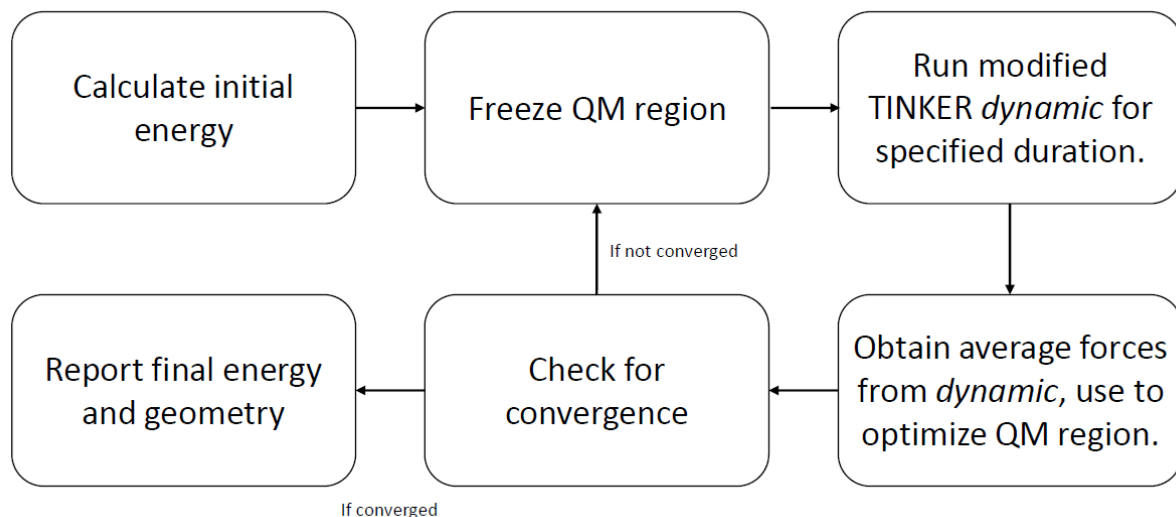 Calculate initial
energy
Freeze QM region
Run modified
TINKER dynamic for
specified duration.
If not converged
Report final energy
and geometry
Check for
convergence
Obtain average forces
from dynamic, use to
optimize QM region.
If converged